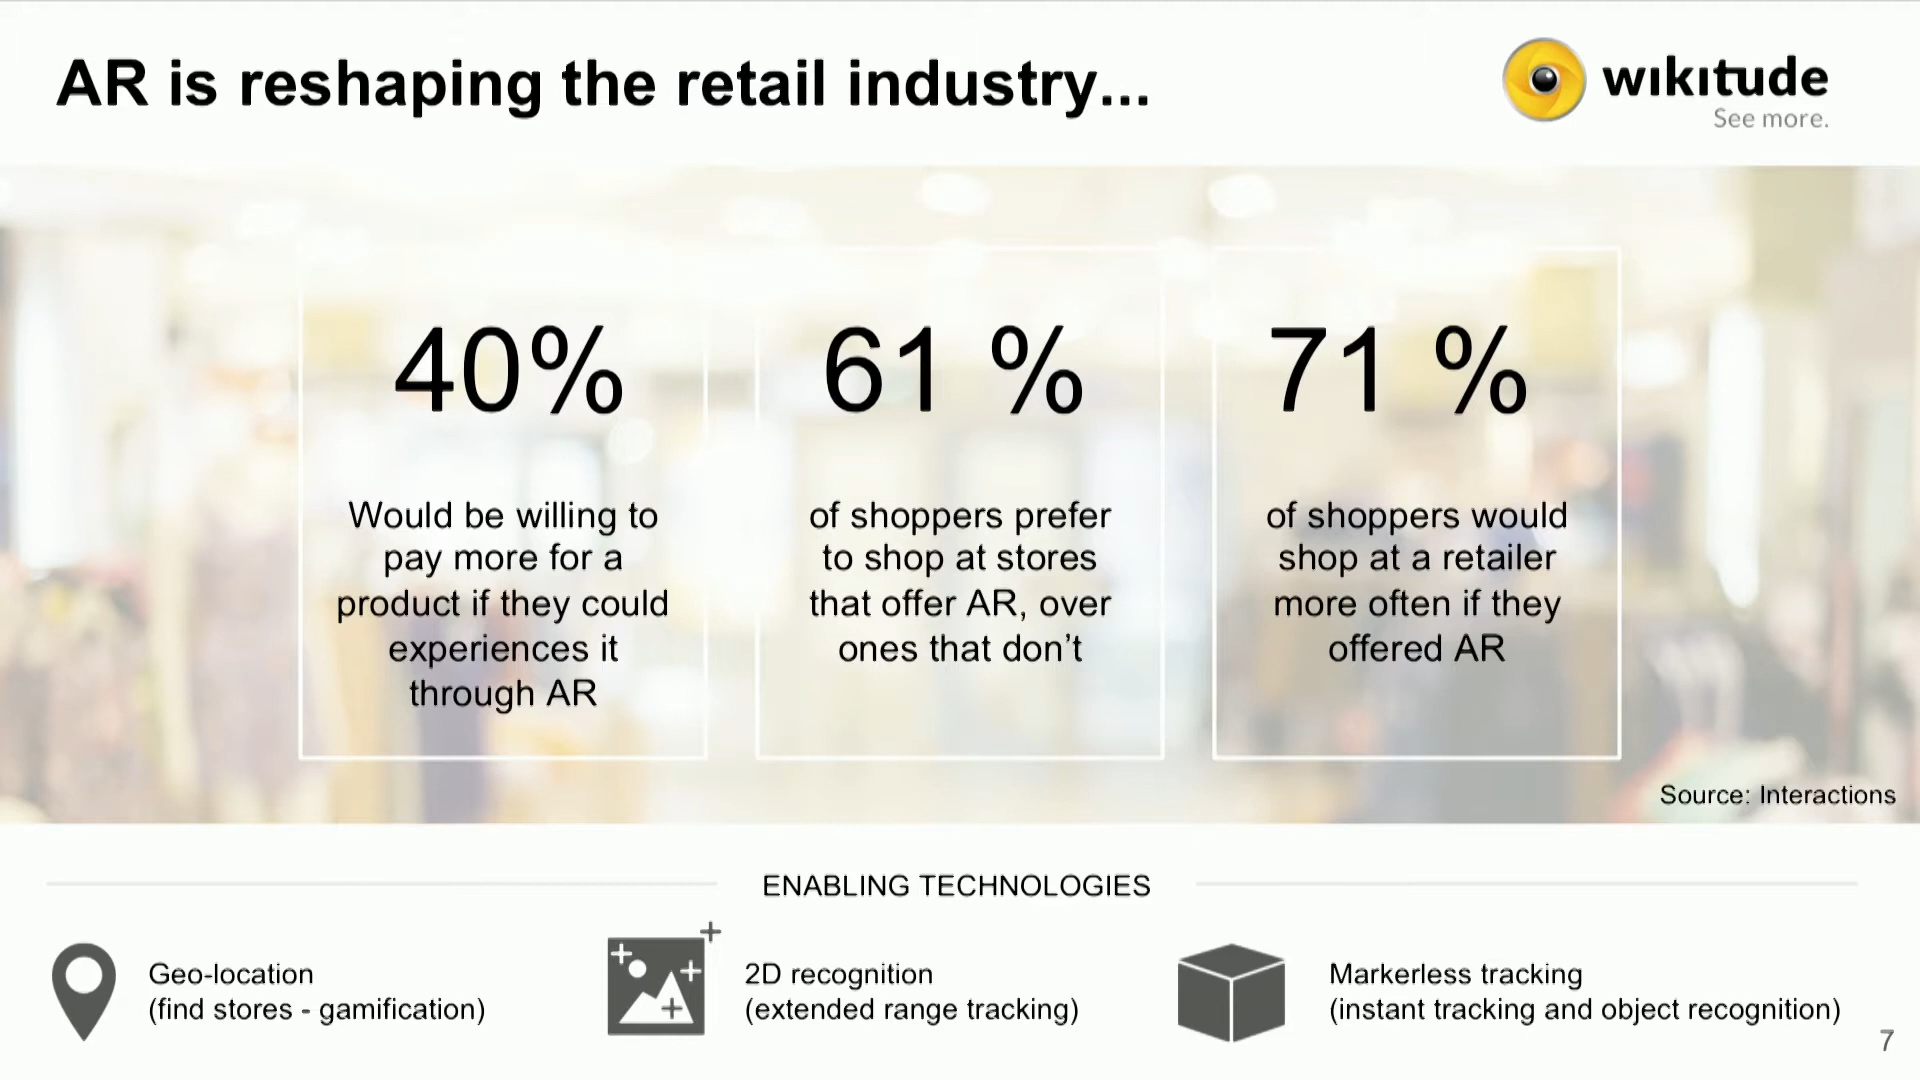 AR is reshaping the retail industry...
wikitude
See more.
40%
Would be willing to
pay more for a
product if they could
experiences it
through AR
61 %
of shoppers prefer
to shop at stores
that offer AR, over
ones that don’t
71 %
of shoppers would
shop at a retailer
more often if they
offered AR
Source: Interactions
ENABLING TECHNOLOGIES
Geo-location
(find stores - gamification)
2D recognition
(extended range tracking)
Markerless tracking
(instant tracking and object recognition)
7